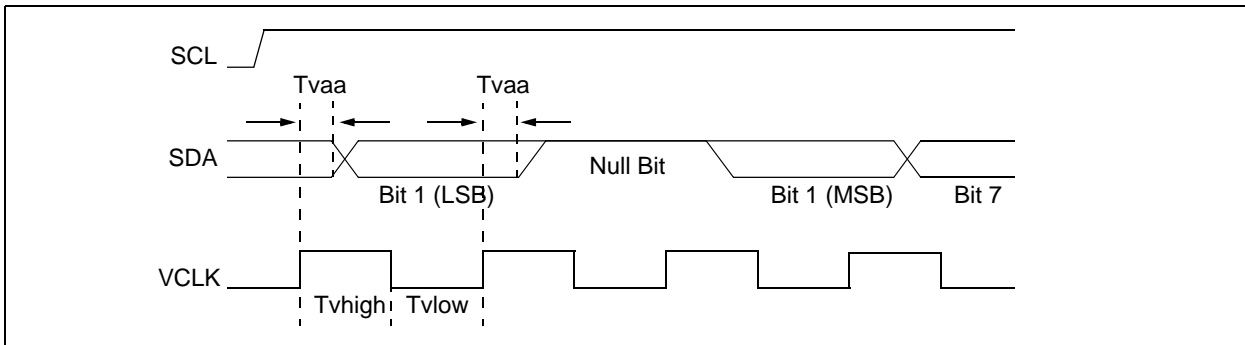 SCL
Tvaa Tvaa
SDA
Null Bit
Bit 1 (LSB) Bit 1 (MSB) Bit 7
VCLK
Tvhigh Tvlow